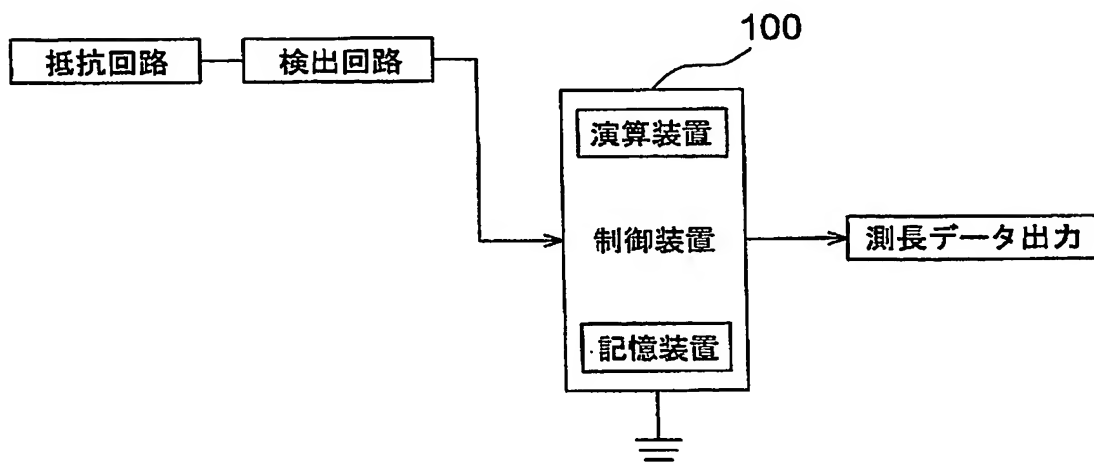 100
抵抗回路
検出回路
演算装置
制御装置
測長データ出力
記憶装置